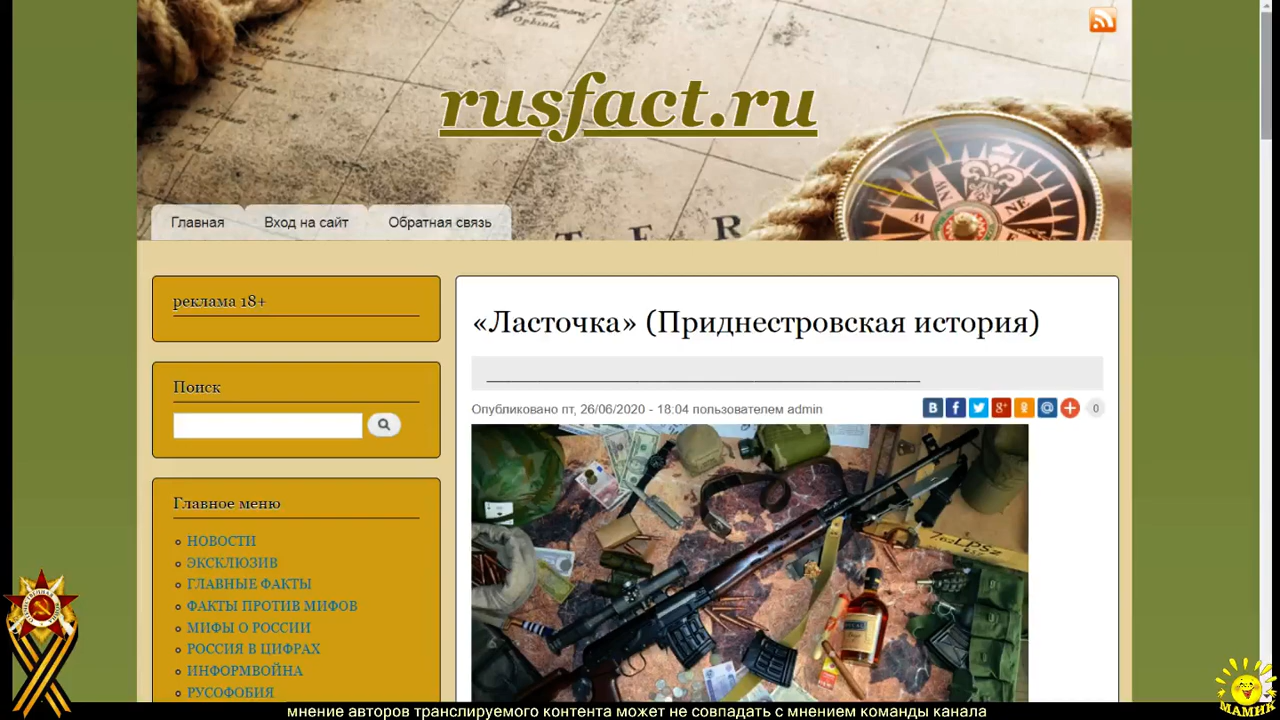 rusfact.ru
Главная
Вход на сайт
Обратная связь
реклама 18+
Поиск
Главное меню
НОВОСТИ
ЭКСКЛЮЗИВ
ГЛАВНЫЕ ФАКТЫ
ФАКТЫ ПРОТИВ МИФОВ
МИФЫ О РОССИИ
РОССИЯ В ЦИФРАХ
ИНФОРМВОЙНА
РУСОФОБИЯ
«Ласточка» (Приднестровская история)
Опубликовано пт, 26/06/2020 - 18:04 пользователем admin
0
МАМИК
мнение авторов транслируемого контента может не совпадать с мнением команды канала